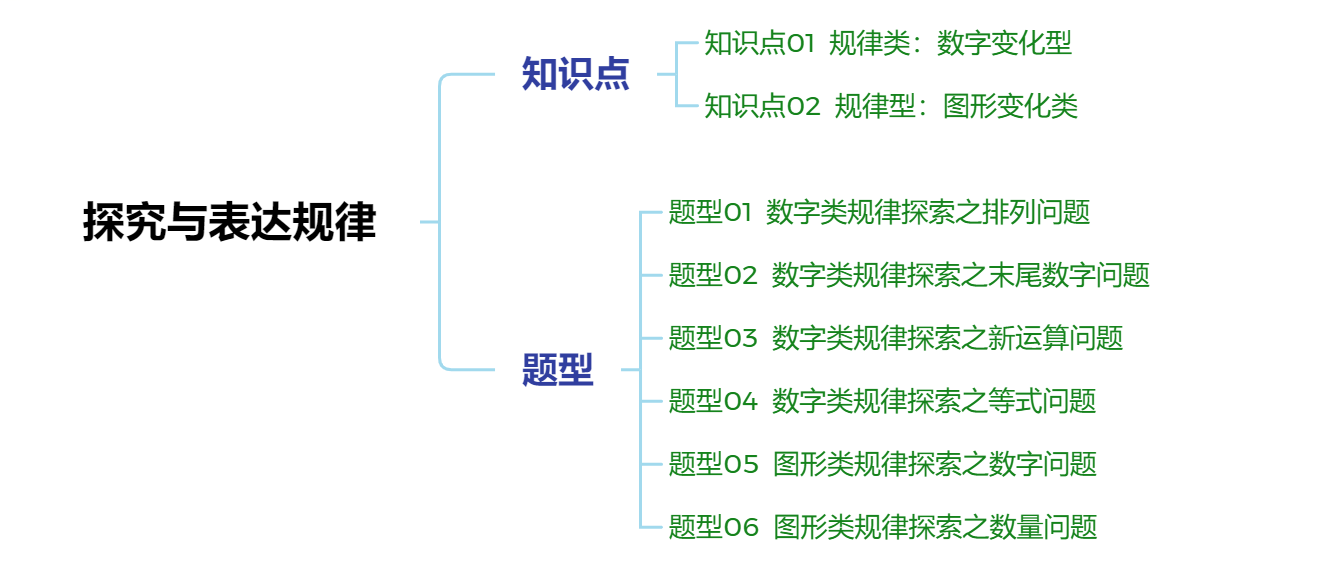 探究与表达规律
知识点
知识点01 规律类：数字变化型
知识点02 规律型：图形变化类
题型
题型01 数字类规律探索之排列问题
题型02 数字类规律探索之末尾数字问题
题型03 数字类规律探索之新运算问题
题型04 数字类规律探索之等式问题
题型05 图形类规律探索之数字问题
题型06 图形类规律探索之数量问题